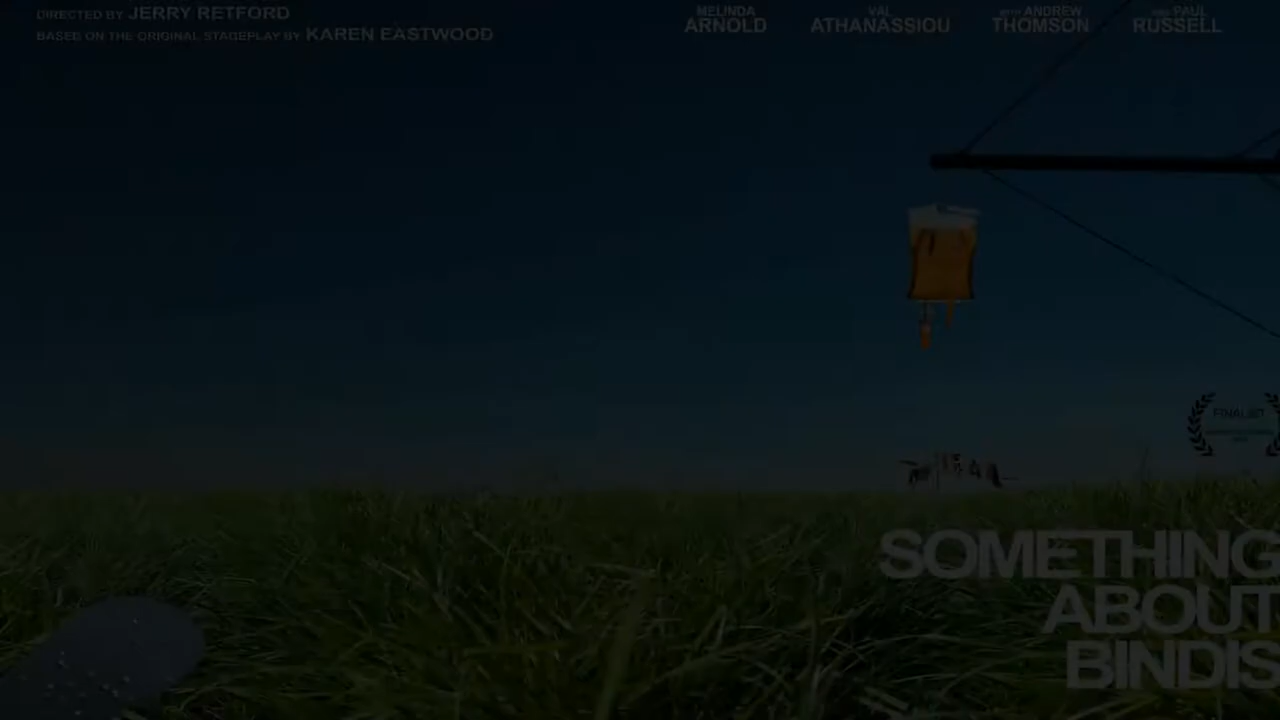 DIRECTED BY JERRY RETFORD
BASED ON THE ORIGINAL STAGEPLAY BY KAREN EASTWOOD
MELINDA ARNOLD
VAL ATHANASSIOU
WITH ANDREW THOMSON
AND PAUL RUSSELL
FINALIST
SOMETHING
ABOUT
BINDIS